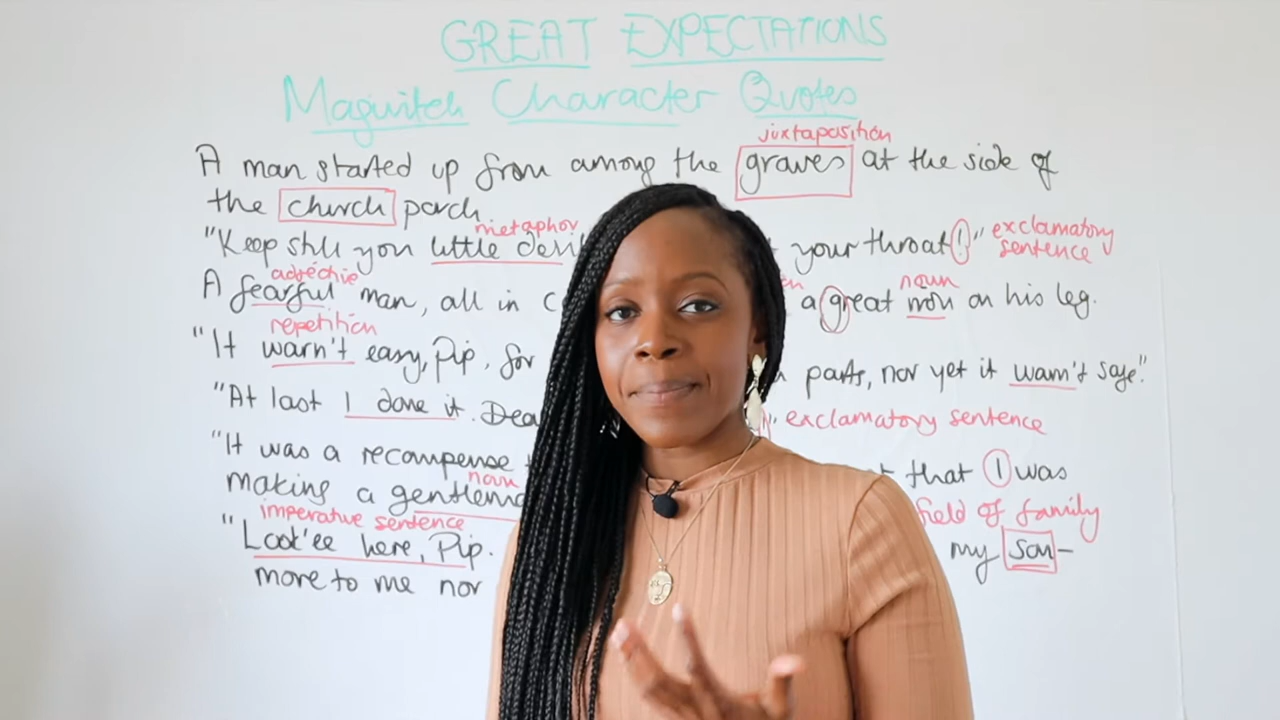 GREAT EXPECTATIONS
Magwitch Character Quotes
juxtaposition
A man started up from among the graves at the side of
the church porch
metaphor
"Keep still you little devil your throat!" exclamatory
sentence
adjective noun
A fearful man, all in a great iron on his leg.
repetition
"It warn't easy, Pip, for parts, nor yet it warn't safe."
"At last I done it. Dea exclamatory sentence
"It was a recompense that I was
noun
making a gentlema
imperative sentence field of family
"Look'ee here, Pip. my son-
more to me nor